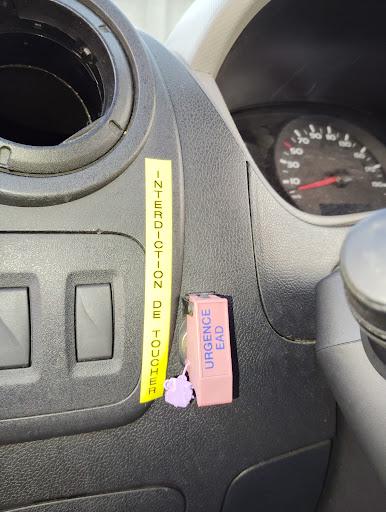 INTERDICTION DE TOUCHER
URGENCE
EAD